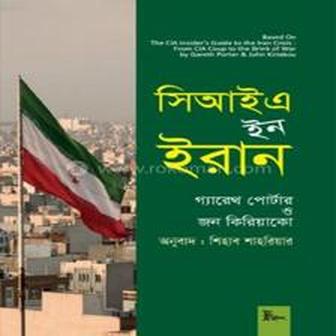 Based On
The CIA Insider's Guide to the Iran Crisis :
From CIA Coup to the Brink of War
by Gareth Porter & John Kiriakou
সিআইএ
ইন
ইরান
গ্যারেথ পোর্টার
ও
জন কিরিয়াকো
অনুবাদ : শিহাব শাহরিয়ার